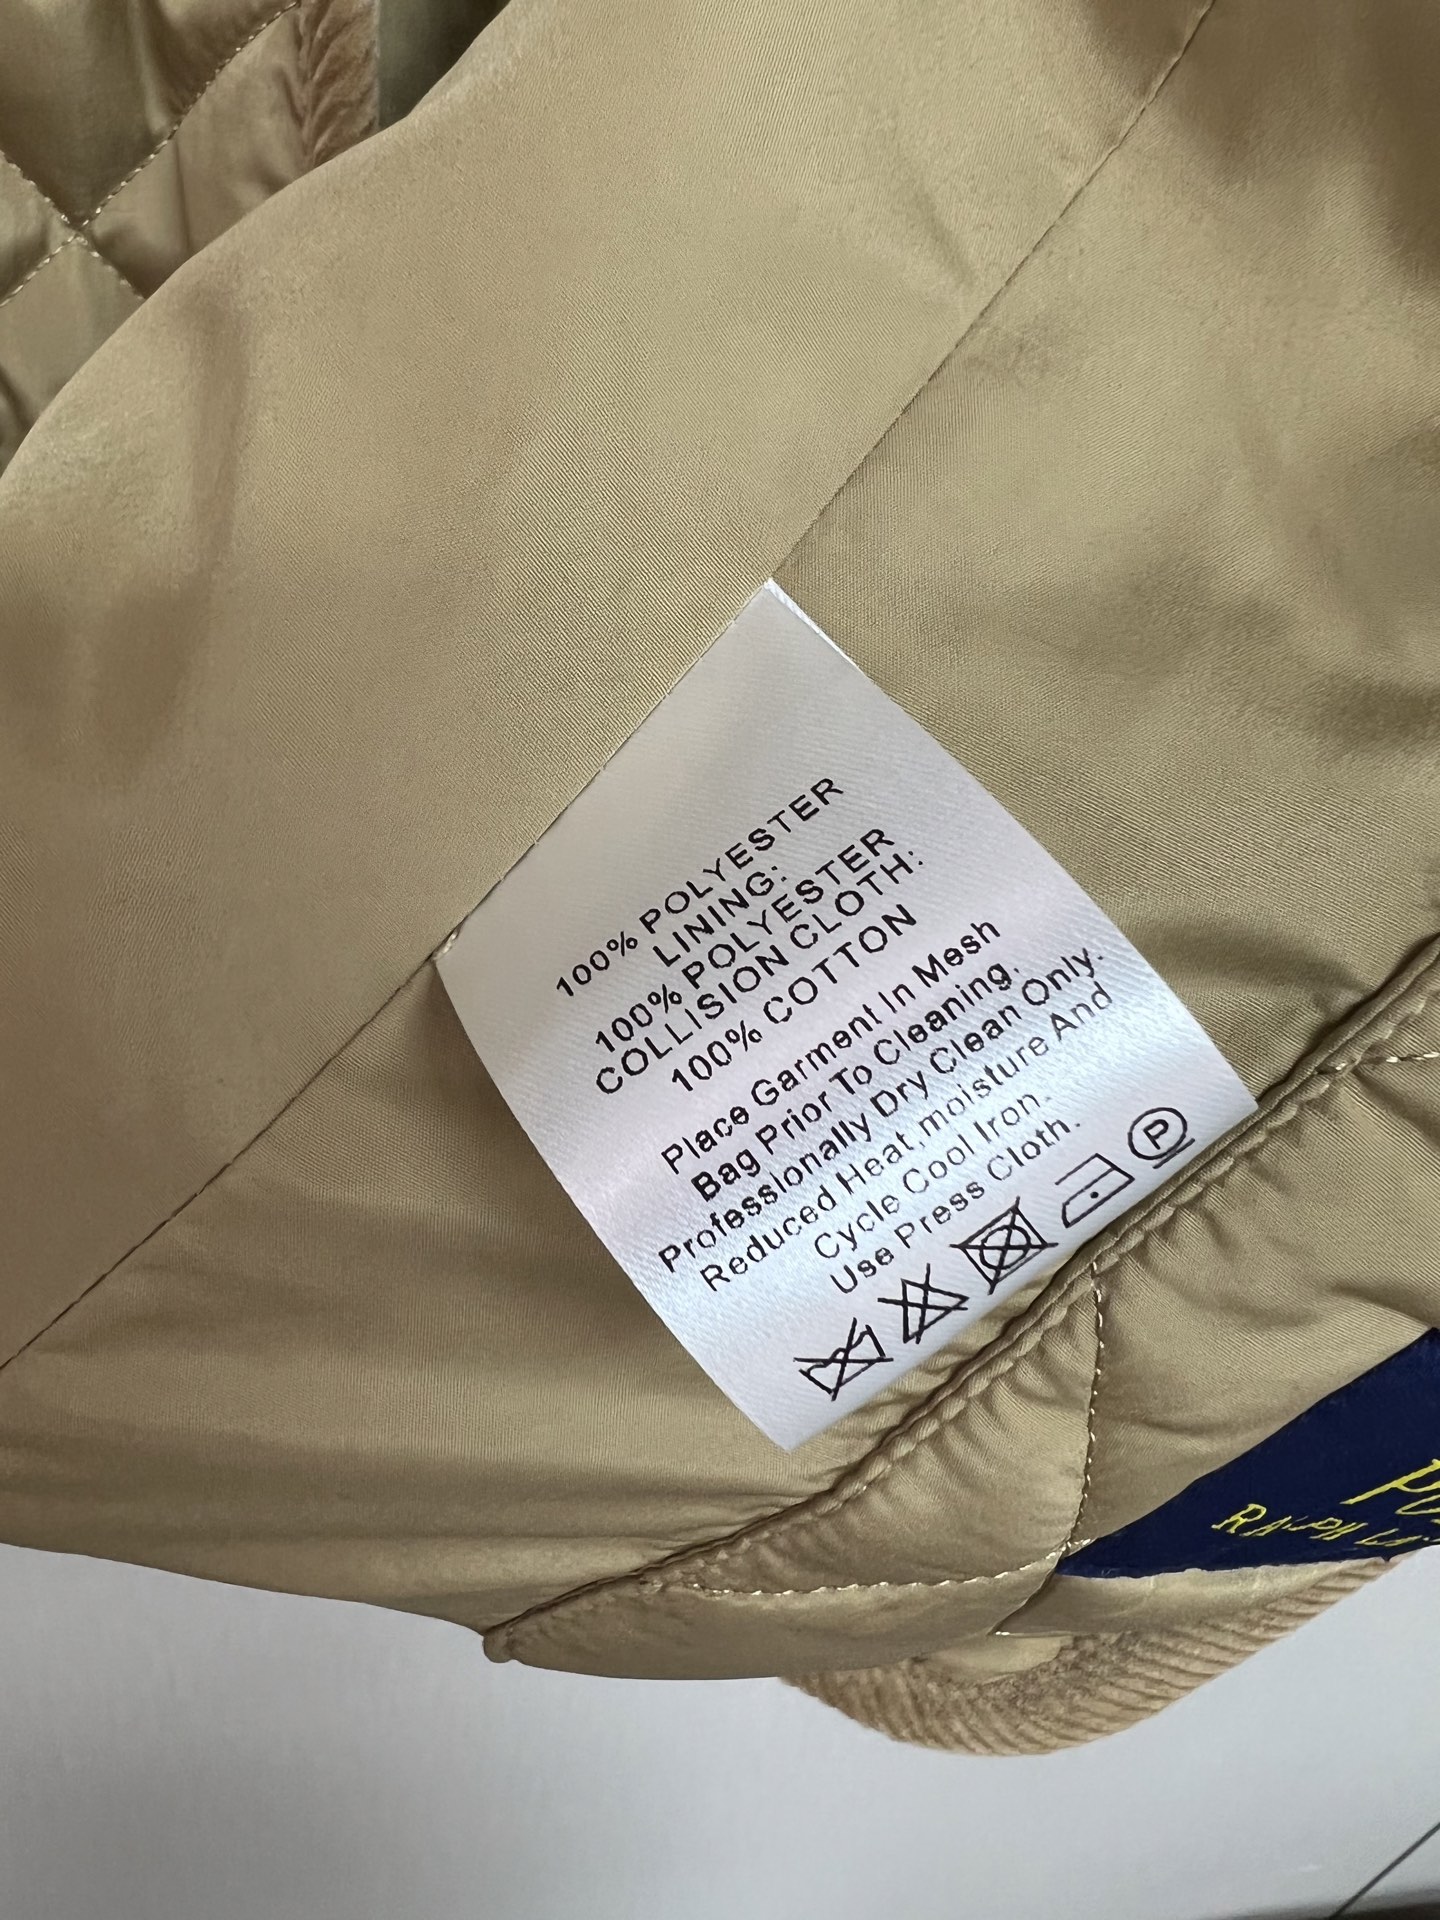 100% POLYESTER
LINING:
100% POLYESTER
COLLISION CLOTH:
100% COTTON
Place Garment In Mesh
Bag Prior To Cleaning,
Professionally Dry Clean Only.
Reduced Heat,moisture And
Cycle Cool Iron.
Use Press Cloth.
P
RALPH